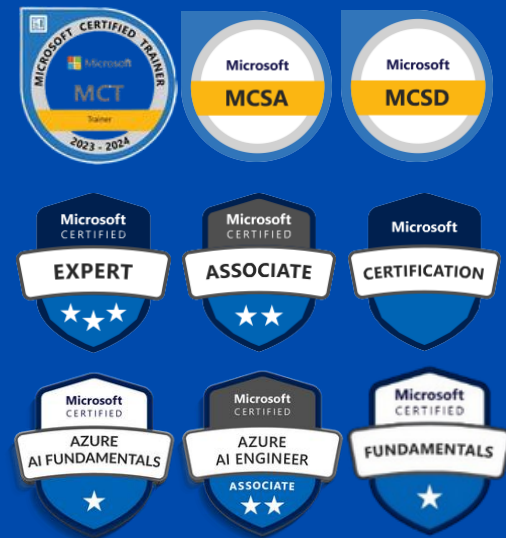 MICROSOFT CERTIFIED TRAINER
Microsoft
MCT
Trainer
2023 - 2024
Microsoft
MCSA
Microsoft
MCSD
Microsoft
CERTIFIED
EXPERT
Microsoft
CERTIFIED
ASSOCIATE
Microsoft
CERTIFICATION
Microsoft
CERTIFIED
AZURE
AI FUNDAMENTALS
Microsoft
CERTIFIED
AZURE
AI ENGINEER
ASSOCIATE
Microsoft
CERTIFIED
FUNDAMENTALS